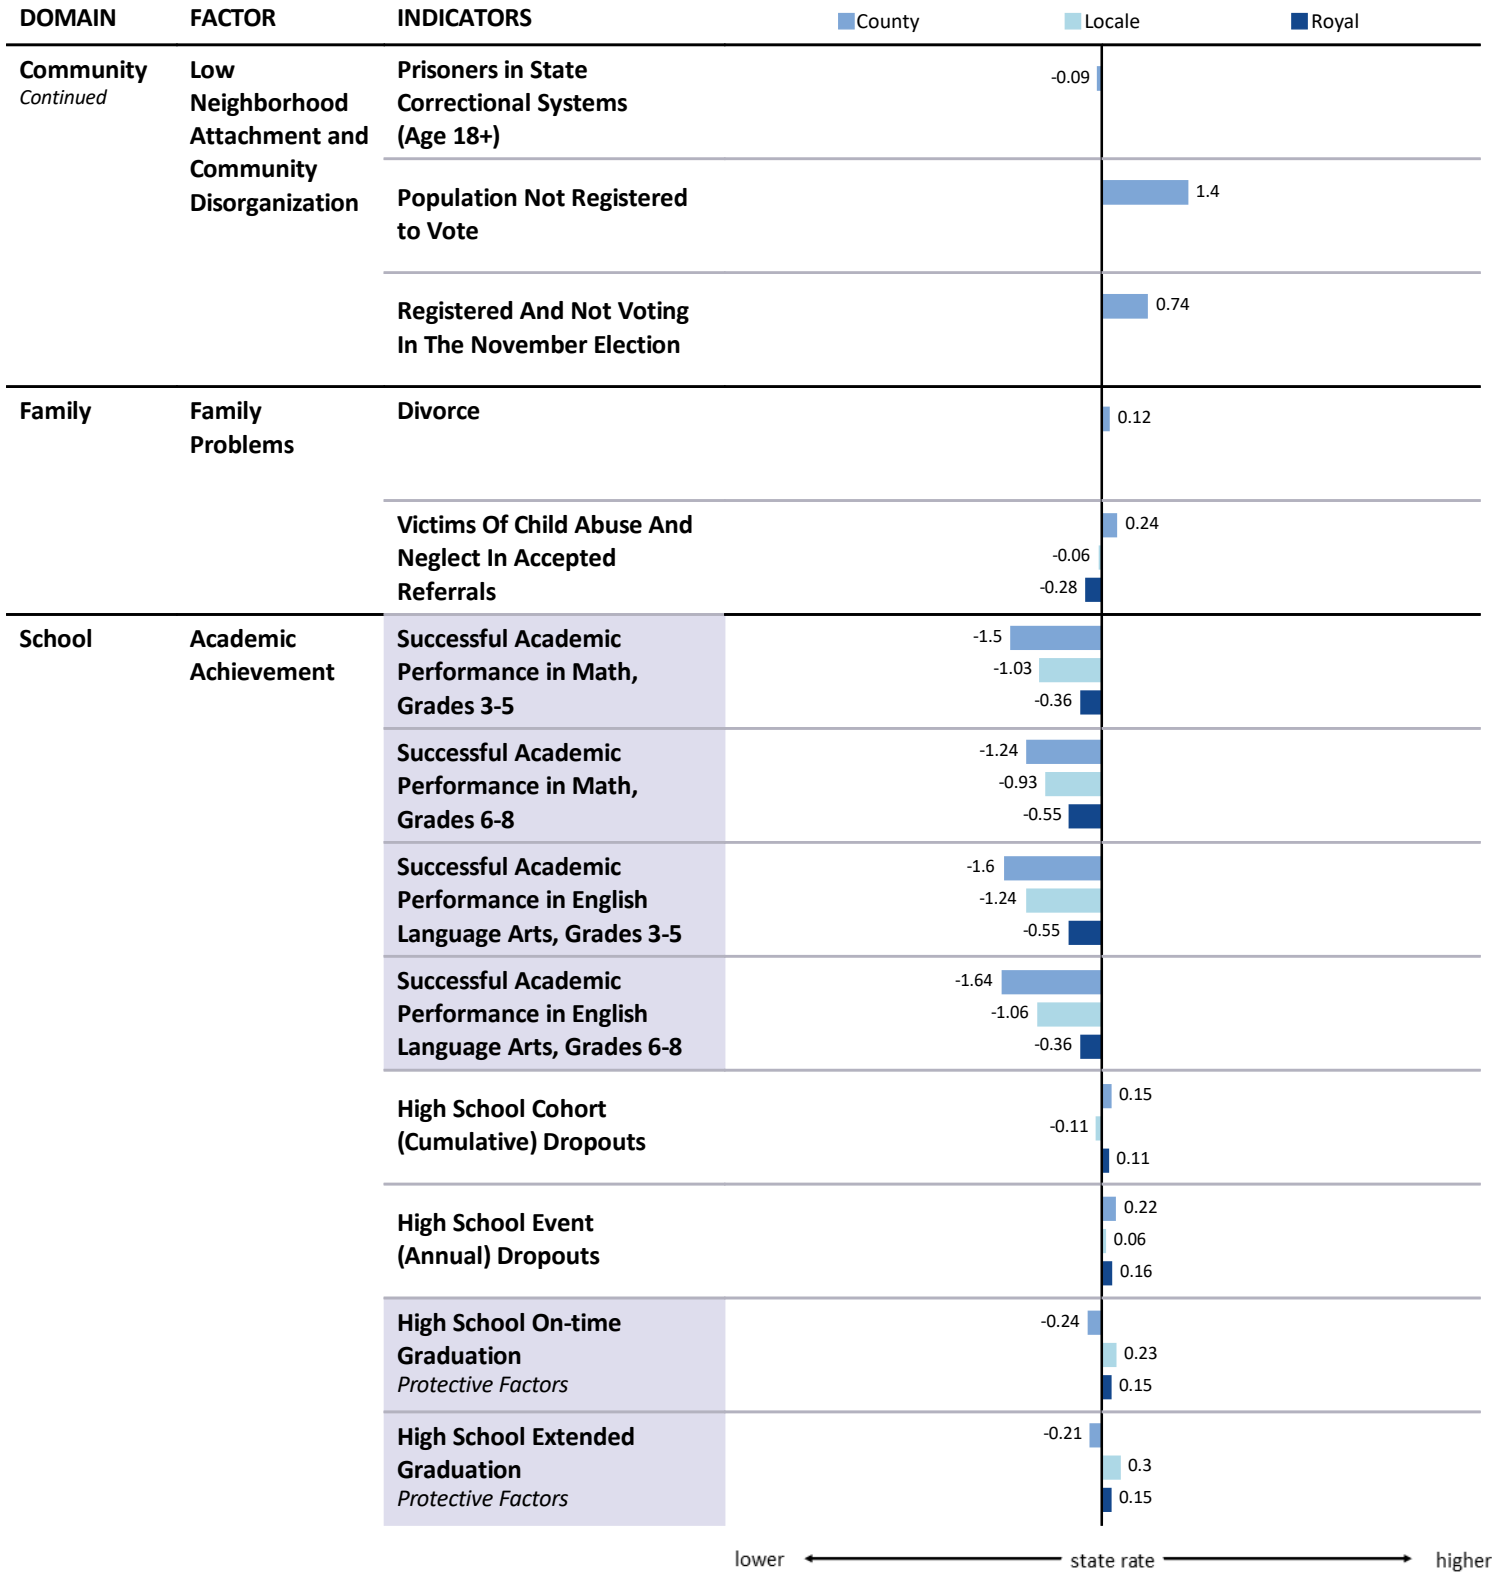 DOMAIN FACTOR INDICATORS County Locale Royal
Community
Continued
Low
Neighborhood
Attachment and
Community
Disorganization
Prisoners in State
Correctional Systems
(Age 18+)
-0.09
Population Not Registered
to Vote
1.4
Registered And Not Voting
In The November Election
0.74
Family
Family
Problems
Divorce
0.12
Victims Of Child Abuse And
Neglect In Accepted
Referrals
0.24
-0.06
-0.28
School
Academic
Achievement
Successful Academic
Performance in Math,
Grades 3-5
-1.5
-1.03
-0.36
Successful Academic
Performance in Math,
Grades 6-8
-1.24
-0.93
-0.55
Successful Academic
Performance in English
Language Arts, Grades 3-5
-1.6
-1.24
-0.55
Successful Academic
Performance in English
Language Arts, Grades 6-8
-1.64
-1.06
-0.36
High School Cohort
(Cumulative) Dropouts
0.15
-0.11
0.11
High School Event
(Annual) Dropouts
0.22
0.06
0.16
High School On-time
Graduation
Protective Factors
-0.24
0.23
0.15
High School Extended
Graduation
Protective Factors
-0.21
0.3
0.15
lower state rate higher